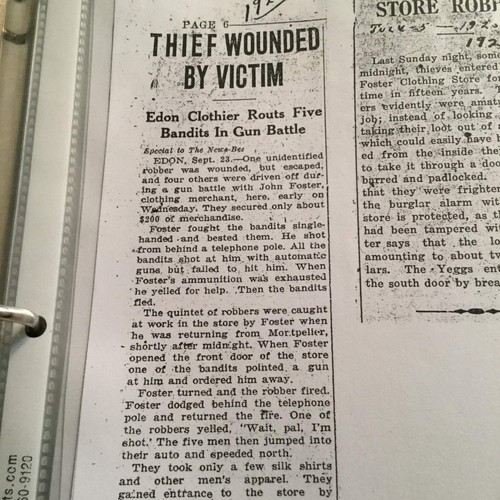 PAGE 6
THIEF WOUNDED
BY VICTIM
Edon Clothier Routs Five
Bandits In Gun Battle
Special to The News-Bee
EDON, Sept. 23.—One unidentified
robber was wounded, but escaped,
and four others were driven off dur-
ing a gun battle with John Foster,
clothing merchant, here, early on
Wednesday. They secured only about
$200 of merchandise.
Foster fought the bandits single-
handed and bested them. He shot
from behind a telephone pole. All the
bandits shot at him with automatic
guns but failed to hit him. When
Foster's ammunition was exhausted
he yelled for help. Then the bandits
fled.
The quintet of robbers were caught
at work in the store by Foster when
he was returning from Montpelier,
shortly after midnight. When Foster
opened the front door of the store
one of the bandits pointed a gun
at him and ordered him away.
Foster turned and the robber fired.
Foster dodged behind the telephone
pole and returned the fire. One of
the robbers yelled, "Wait, pal, I'm
shot.' The five men then jumped into
their auto and speeded north.
They took only a few silk shirts
and other men's apparel. They
gained entrance to the store by
STORE ROB
192
Last Sunday night, some
midnight, thieves entered
Foster Clothing Store fo
time in fifteen years. T
ers evidently were amat
job; instead of looking
taking their loot out of
which could easily have b
ed from the inside the
to take it through a doo
barred and padlocked.
that they were frighter
the burglar alarm with
store is protected, as th
had been tampered wit
ter says that the lo
amounting to about tw
lars. The Yeggs en
the south door by brea
ts.com
50-9120